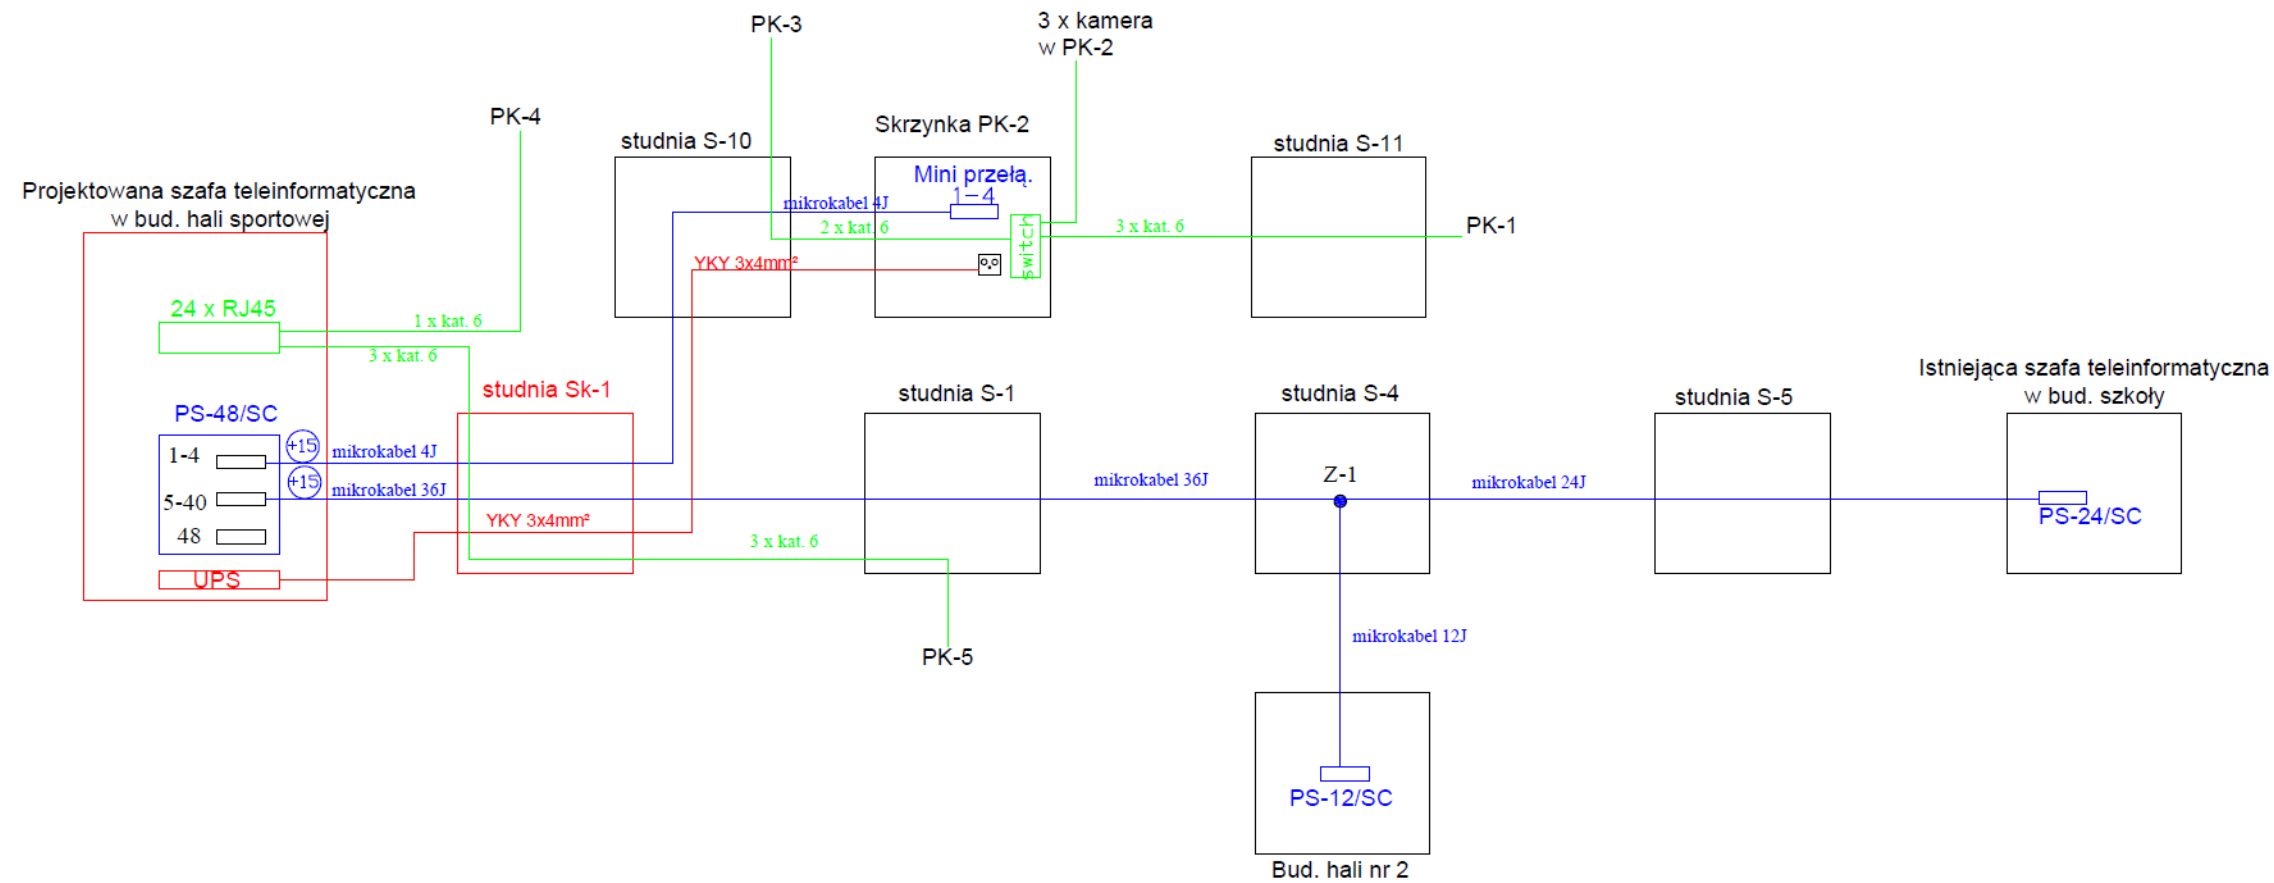 PK-3
3 x kamera
w PK-2
PK-4
studnia S-10
Skrzynka PK-2
studnia S-11
Mini przełą.
1-4
mikrokabel 4J
2 x kat. 6
switch
3 x kat. 6
PK-1
YKY 3x4mm²
Projektowana szafa teleinformatyczna
w bud. hali sportowej
24 x RJ45
1 x kat. 6
3 x kat. 6
PS-48/SC
1-4
+15
mikrokabel 4J
5-40
+15
mikrokabel 36J
48
UPS
studnia Sk-1
YKY 3x4mm²
3 x kat. 6
PK-5
studnia S-1
mikrokabel 36J
studnia S-4
Z-1
mikrokabel 24J
studnia S-5
Istniejąca szafa teleinformatyczna
w bud. szkoły
PS-24/SC
mikrokabel 12J
PS-12/SC
Bud. hali nr 2